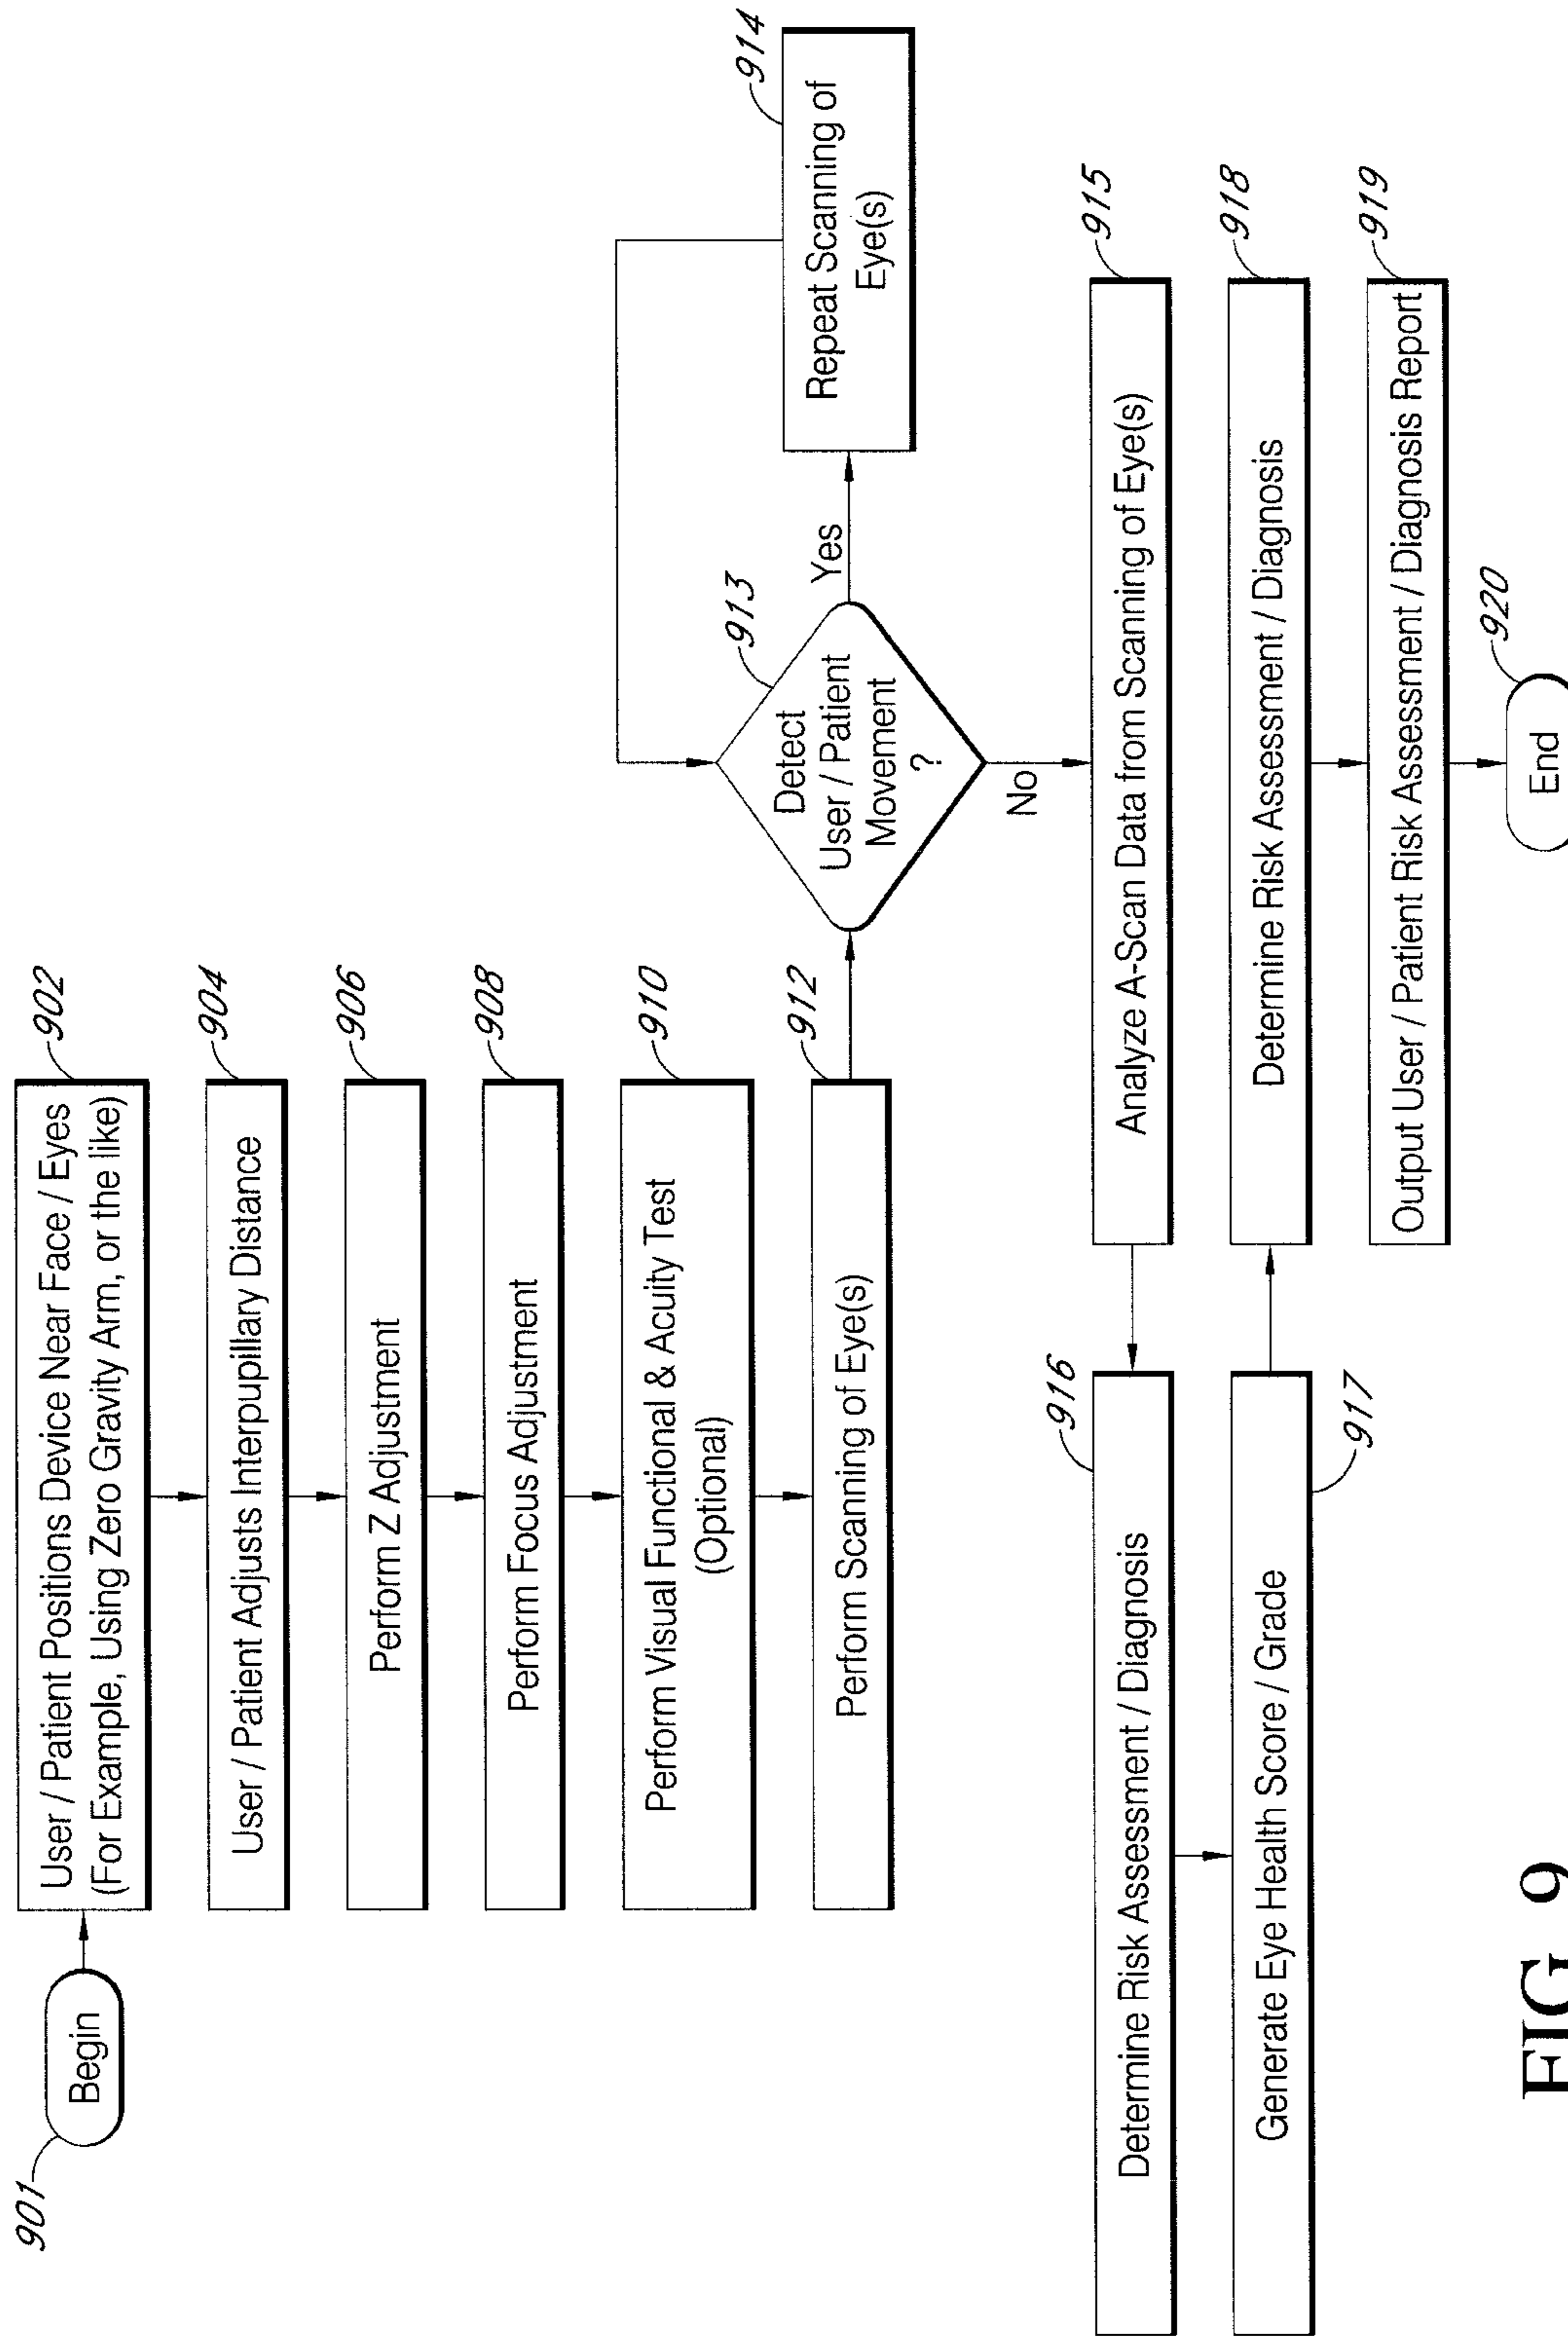 901
Begin
902
User / Patient Positions Device Near Face / Eyes
(For Example, Using Zero Gravity Arm, or the like)
904
User / Patient Adjusts Interpupillary Distance
906
Perform Z Adjustment
908
Perform Focus Adjustment
910
Perform Visual Functional & Acuity Test
(Optional)
912
Perform Scanning of Eye(s)
913
Detect
User / Patient
Movement
?
Yes
914
Repeat Scanning of
Eye(s)
No
915
Analyze A-Scan Data from Scanning of Eye(s)
916
Determine Risk Assessment / Diagnosis
917
Generate Eye Health Score / Grade
918
Determine Risk Assessment / Diagnosis
919
Output User / Patient Risk Assessment / Diagnosis Report
920
End
FIG 9